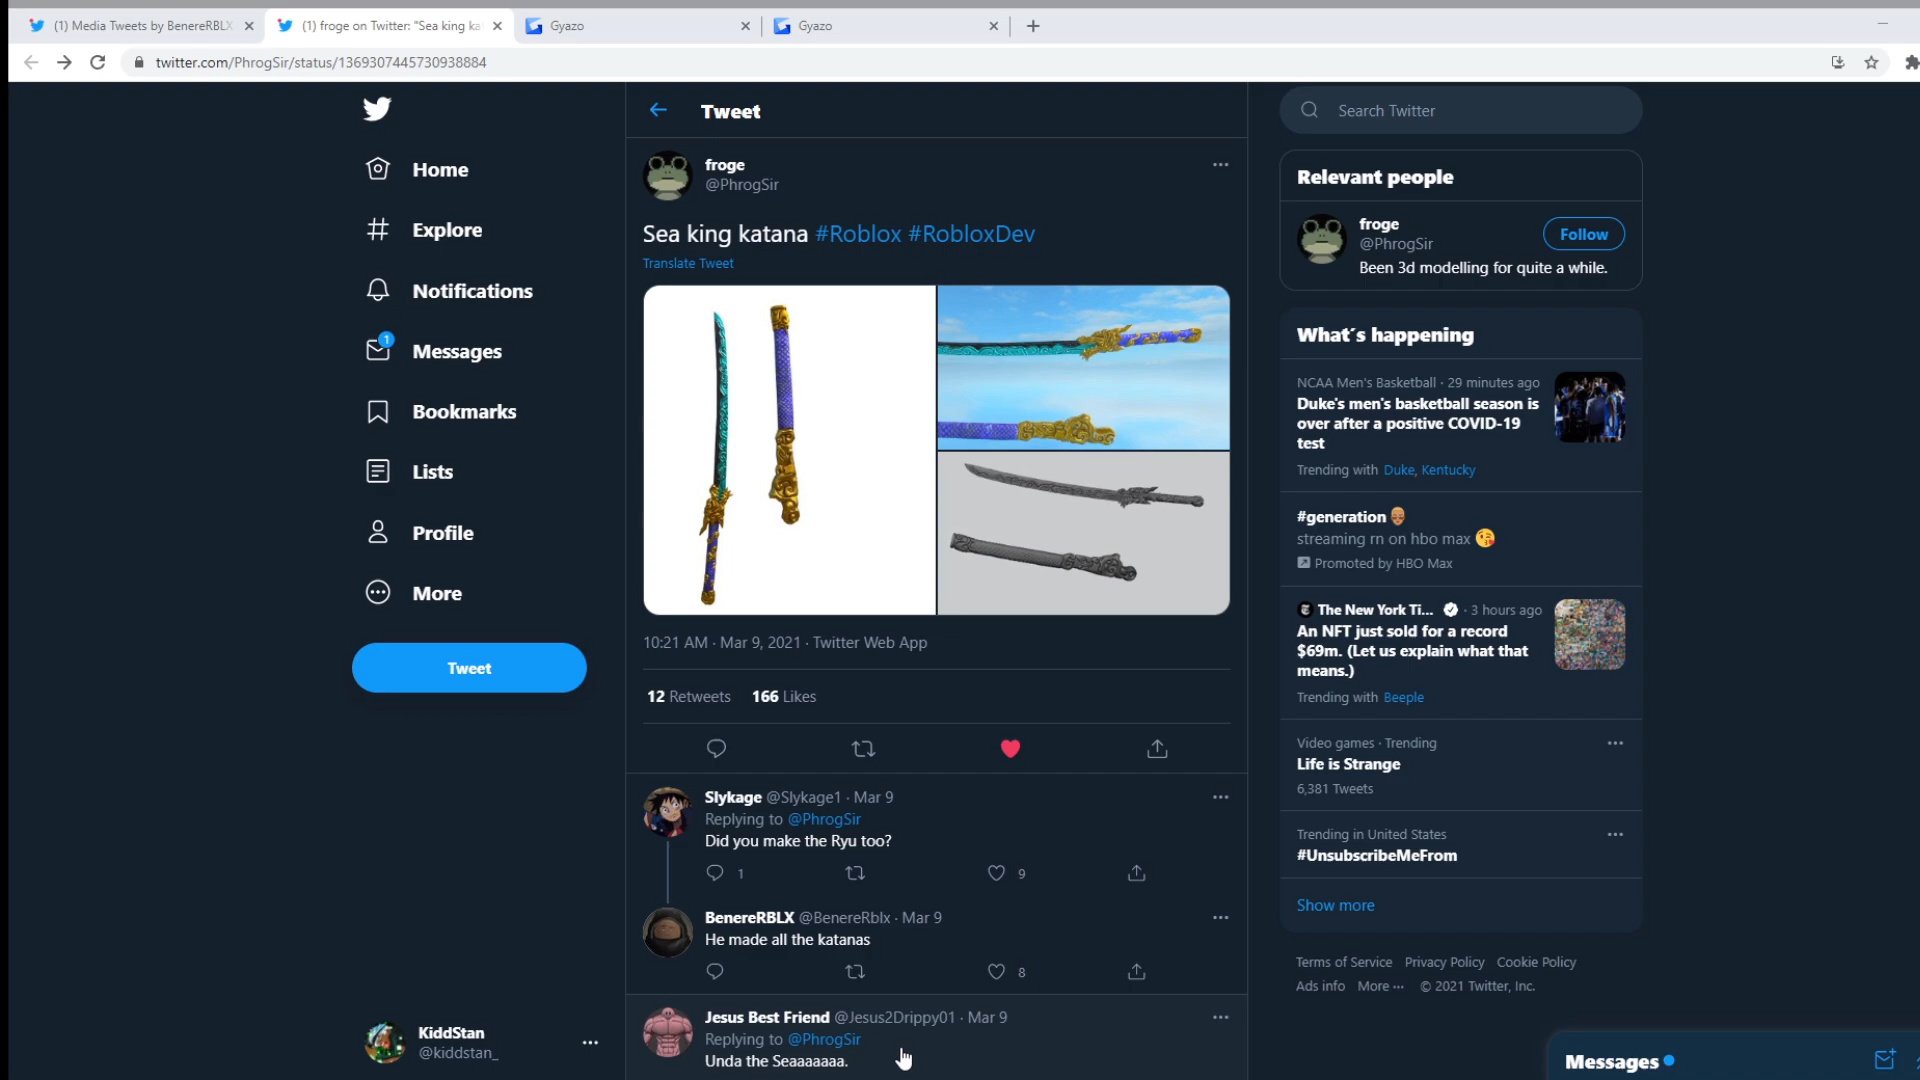 (1) Media Tweets by BenereRBLX
(1) froge on Twitter: "Sea king ka
Gyazo
Gyazo
twitter.com/PhrogSir/status/1369307445730938884
Home
Explore
Notifications
1
Messages
Bookmarks
Lists
Profile
More
Tweet
KiddStan
@kiddstan_
Tweet
froge
@PhrogSir
Sea king katana #Roblox #RobloxDev
Translate Tweet
10:21 AM · Mar 9, 2021 · Twitter Web App
12 Retweets 166 Likes
Slykage @Slykage1 · Mar 9
Replying to @PhrogSir
Did you make the Ryu too?
1 9
BenereRBLX @BenereRblx · Mar 9
He made all the katanas
8
Jesus Best Friend @Jesus2Drippy01 · Mar 9
Replying to @PhrogSir
Unda the Seaaaaaaa.
Search Twitter
Relevant people
froge
@PhrogSir
Follow
Been 3d modelling for quite a while.
What's happening
NCAA Men's Basketball · 29 minutes ago
Duke's men's basketball season is
over after a positive COVID-19
test
Trending with Duke, Kentucky
#generation
streaming rn on hbo max
Promoted by HBO Max
The New York Ti... · 3 hours ago
An NFT just sold for a record
$69m. (Let us explain what that
means.)
Trending with Beeple
Video games · Trending
Life is Strange
6,381 Tweets
Trending in United States
#UnsubscribeMeFrom
Show more
Terms of Service Privacy Policy Cookie Policy
Ads info More ··· © 2021 Twitter, Inc.
Messages